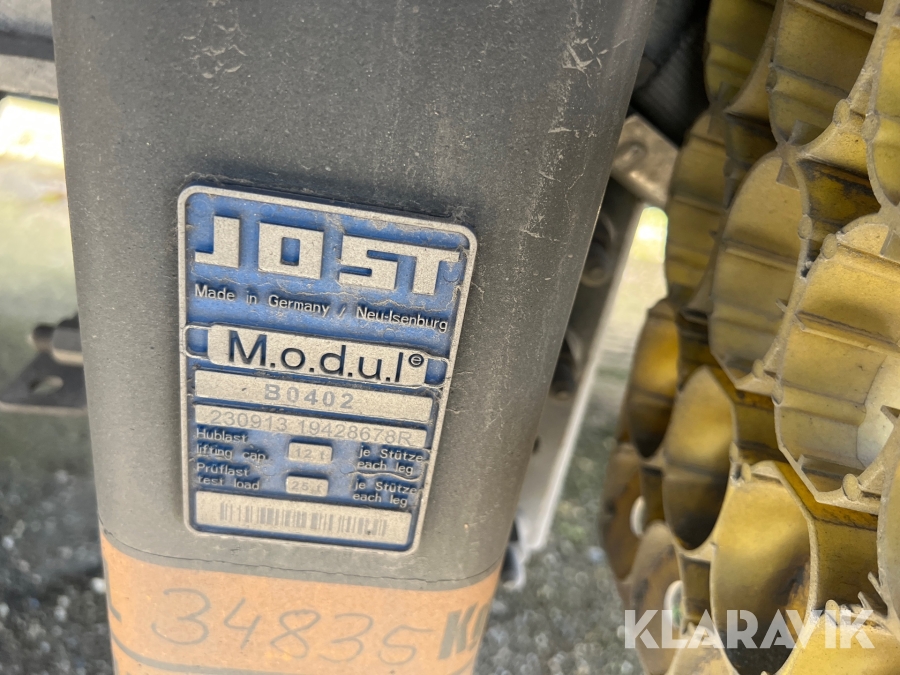 JOST
Made in Germany / Neu-Isenburg
M.o.d.u.l
B0402
230913 19428678R
Hublast
lifting cap. 12 t je Stütze
each leg
Prüflast
test load 25 t je Stütze
each leg
34835
KLARAVIK